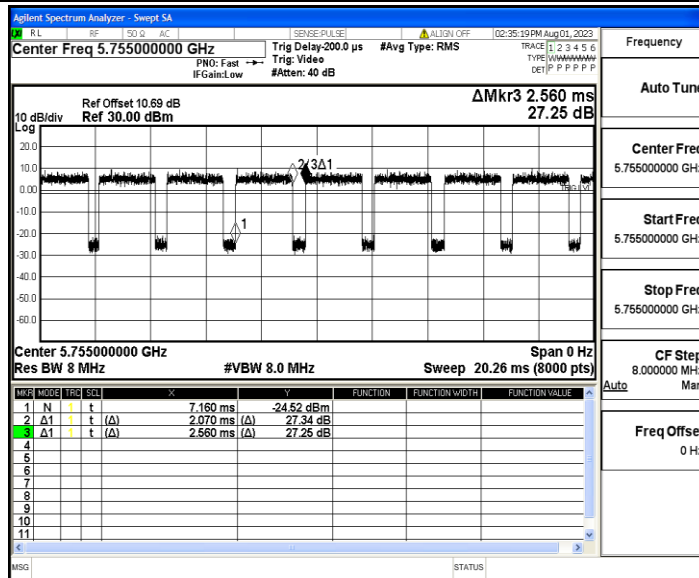 Agilent Spectrum Analyzer - Swept SA
RL RF 50 Ω AC SENSE:PULSE ALIGN OFF 02:35:19 PM Aug 01, 2023
Center Freq 5.755000000 GHz
PNO: Fast
IFGain:Low
Trig Delay-200.0 µs
Trig: Video
#Atten: 40 dB
#Avg Type: RMS
TRACE 1 2 3 4 5 6
TYPE
DET P P P P P P
Ref Offset 10.69 dB
Ref 30.00 dBm
10 dB/div
Log
ΔMkr3 2.560 ms
27.25 dB
20.0
10.0
0.00
-10.0
-20.0
-30.0
-40.0
-50.0
-60.0
2/3Δ1
1
Center 5.755000000 GHz Span 0 Hz
Res BW 8 MHz #VBW 8.0 MHz Sweep 20.26 ms (8000 pts)
MKR MODE TRC SCL X Y FUNCTION FUNCTION WIDTH FUNCTION VALUE
1 N 1 t 7.160 ms -24.52 dBm
2 Δ1 1 t (Δ) 2.070 ms (Δ) 27.34 dB
3 Δ1 1 t (Δ) 2.560 ms (Δ) 27.25 dB
4
5
6
7
8
9
10
11
MSG STATUS
Frequency
Auto Tune
Center Freq
5.755000000 GHz
Start Freq
5.755000000 GHz
Stop Freq
5.755000000 GHz
CF Step
8.000000 MHz
Auto Man
Freq Offset
0 Hz